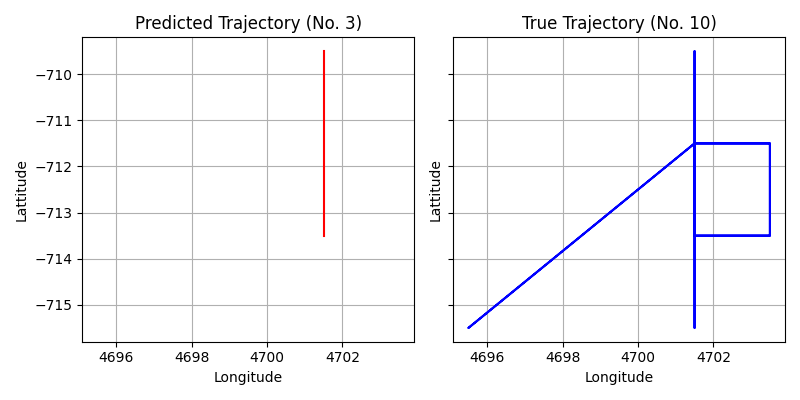 Predicted Trajectory (No. 3)
True Trajectory (No. 10)
Lattitude
−710
−711
−712
−713
−714
−715
4696
4698
4700
4702
Longitude
Lattitude
4696
4698
4700
4702
Longitude